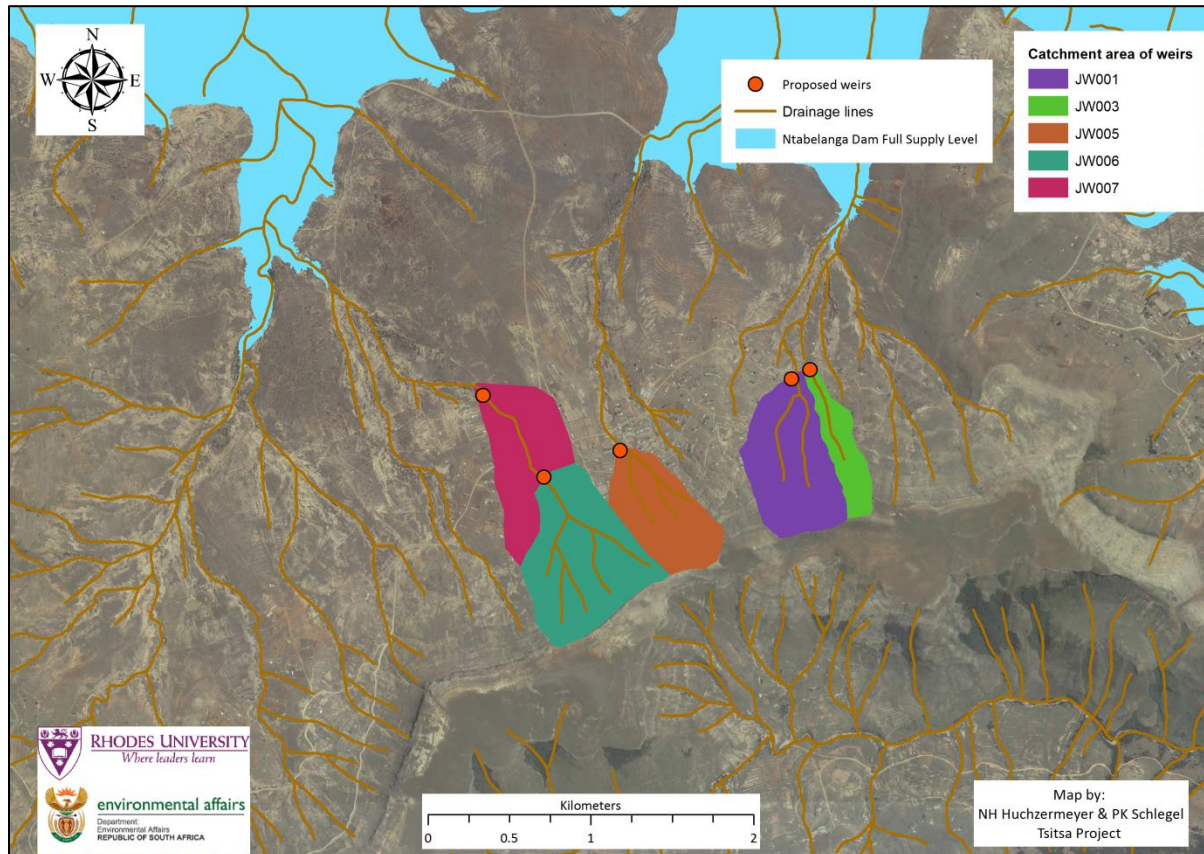 N
W E
S
Proposed weirs
Drainage lines
Ntabelanga Dam Full Supply Level
Catchment area of weirs
JW001
JW003
JW005
JW006
JW007
RHODES UNIVERSITY
Where leaders learn
environmental affairs
Department:
Environmental Affairs
REPUBLIC OF SOUTH AFRICA
Kilometers
0 0.5 1 2
Map by:
NH Huchzermeyer & PK Schlegel
Tsitsa Project